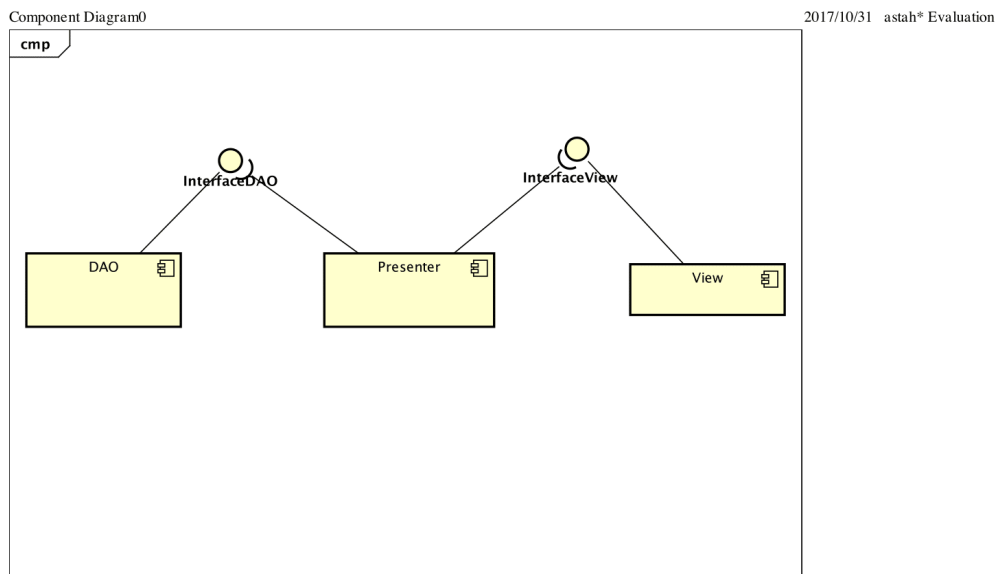 Component Diagram0
2017/10/31 astah* Evaluation
cmp
InterfaceDAO
InterfaceView
DAO
Presenter
View